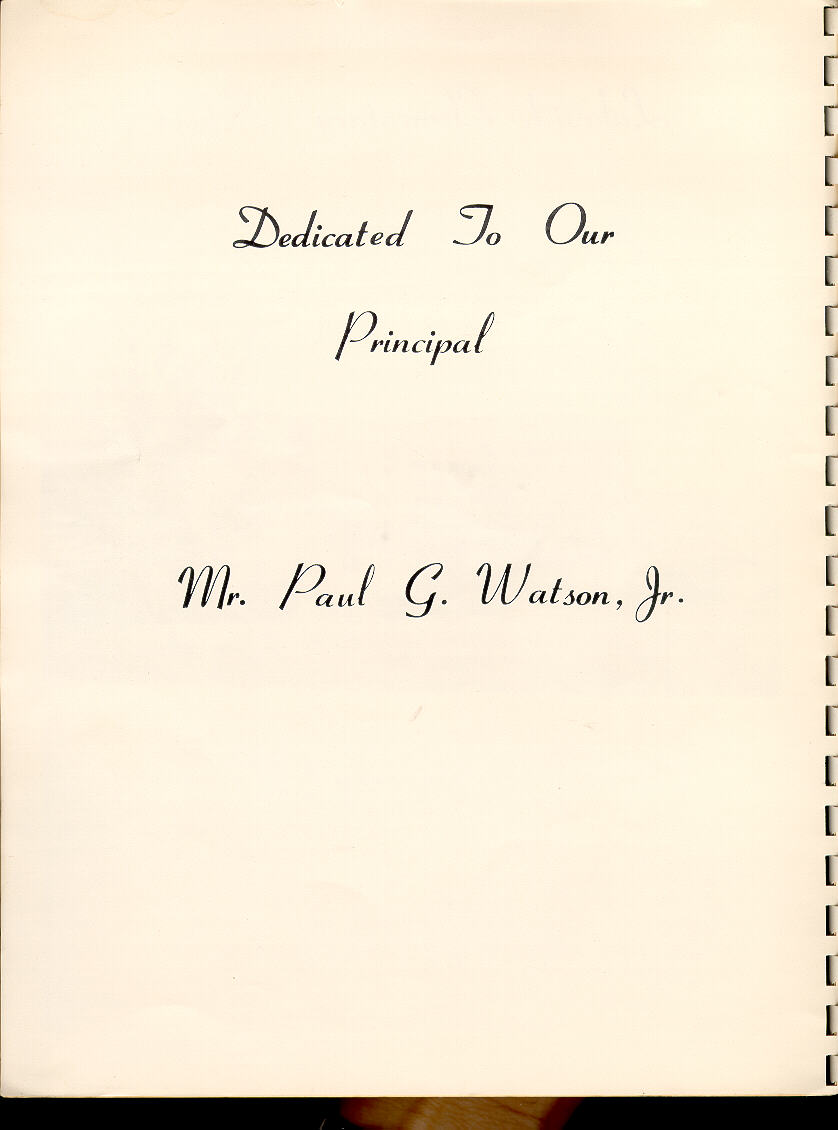 Dedicated To Our
Principal
Mr. Paul G. Watson, Jr.